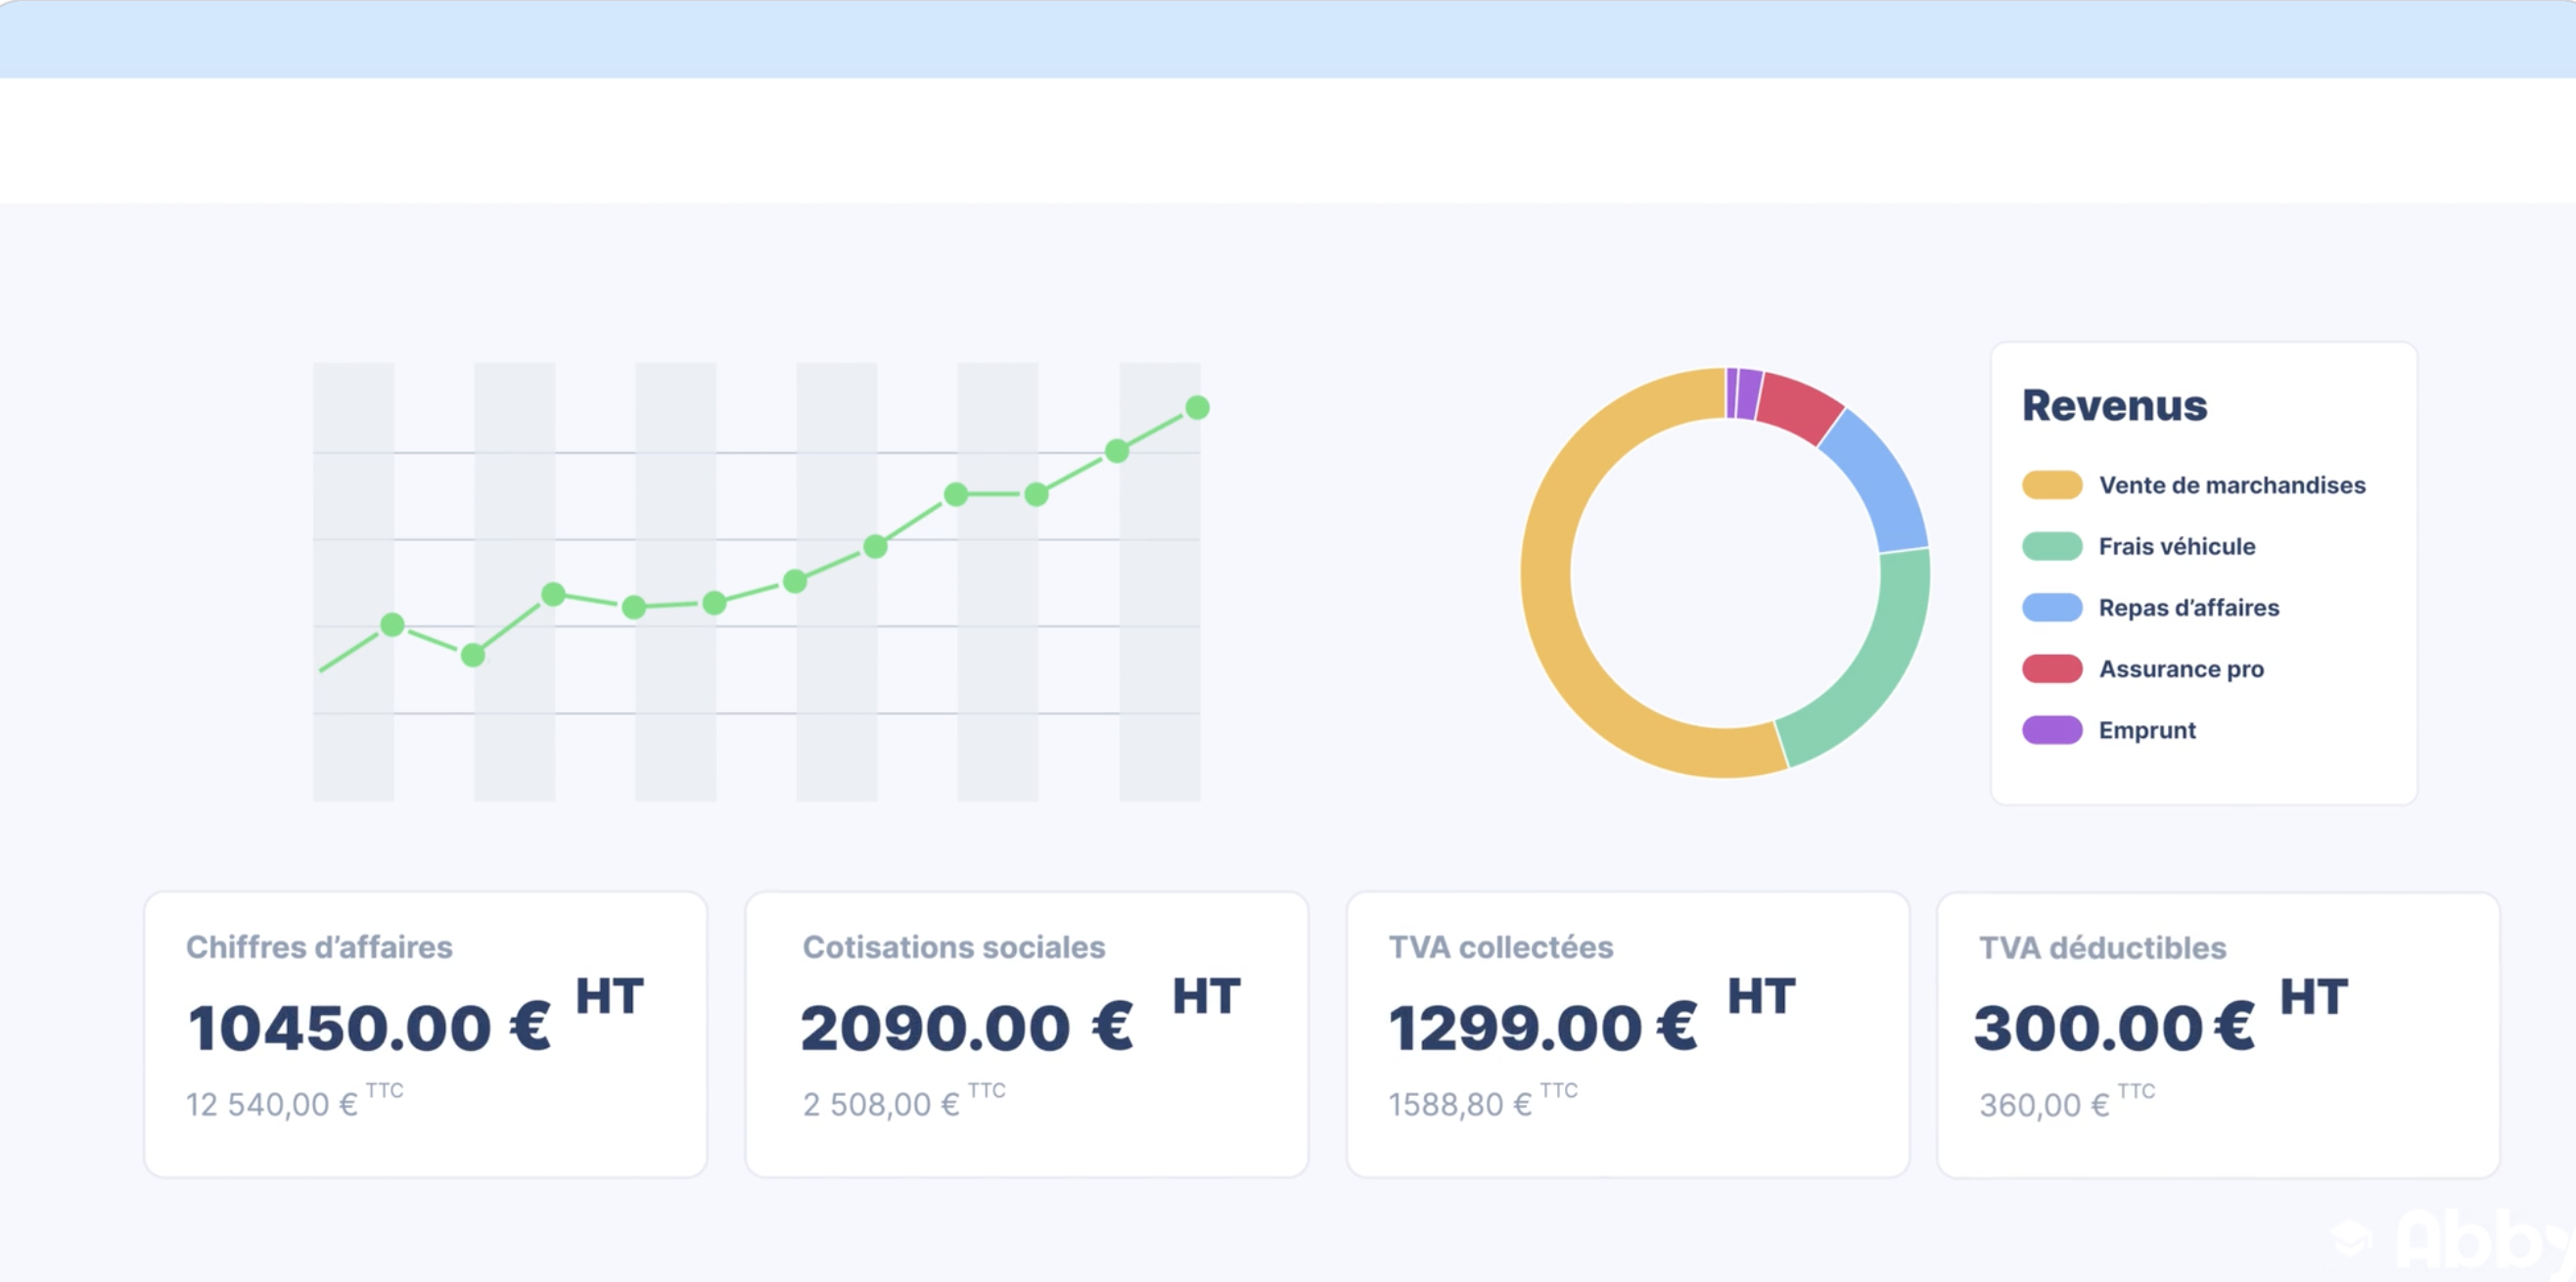 Revenus
Vente de marchandises
Frais véhicule
Repas d’affaires
Assurance pro
Emprunt
Chiffres d’affaires
10450.00 € HT
12 540,00 € TTC
Cotisations sociales
2090.00 € HT
2 508,00 € TTC
TVA collectées
1299.00 € HT
1588,80 € TTC
TVA déductibles
300.00 € HT
360,00 € TTC
Abby